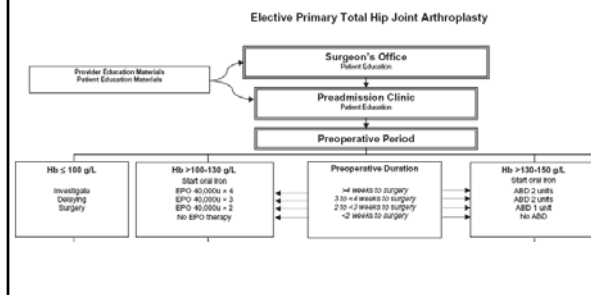 Elective Primary Total Hip Joint Arthroplasty
Surgeon's Office
Patient Education
Provider Education Materials
Patient Education Materials
Preadmission Clinic
Patient Education
Preoperative Period
Hb ≤ 100 g/L
Investigate
Delaying
Surgery
Hb >100-130 g/L
Start oral iron
EPO 40,000u × 4
EPO 40,000u × 3
EPO 40,000u × 2
No EPO therapy
Preoperative Duration
>4 weeks to surgery
3 to <4 weeks to surgery
2 to <3 weeks to surgery
<2 weeks to surgery
Hb >130-150 g/L
Start oral iron
ABD 2 units
ABD 2 units
ABD 1 unit
No ABD